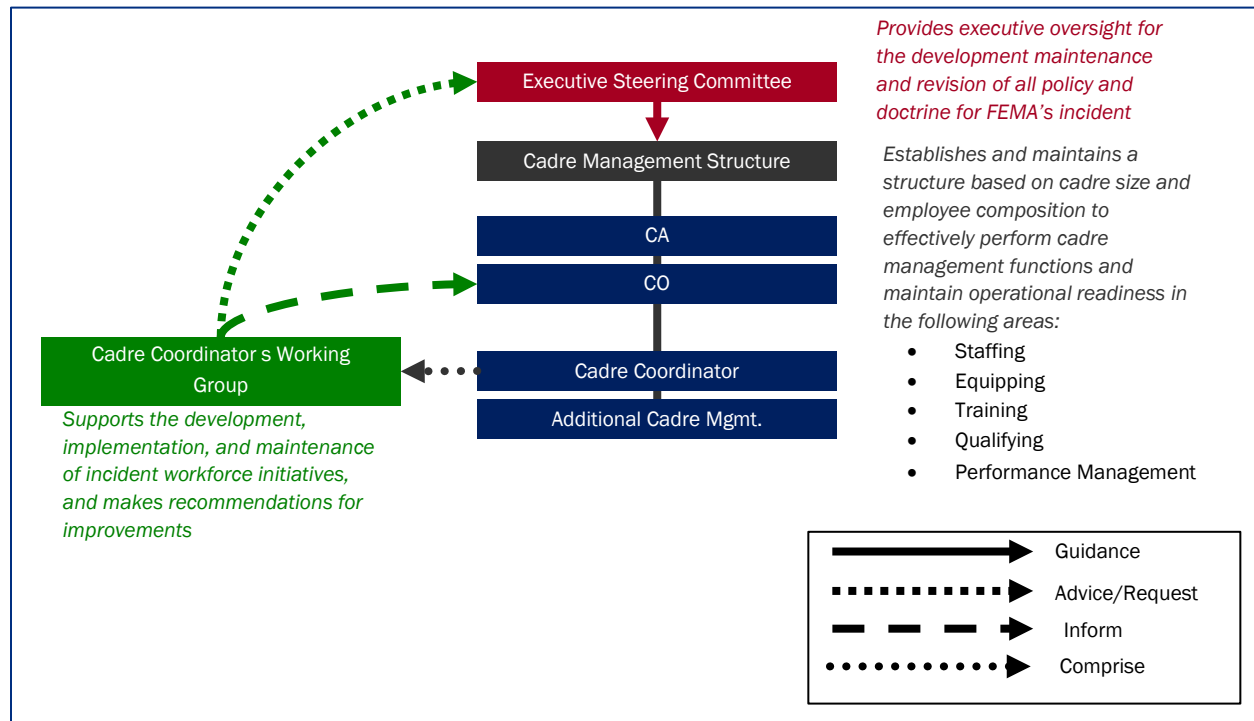 Executive Steering Committee
Provides executive oversight for
the development maintenance
and revision of all policy and
doctrine for FEMA's incident
Cadre Management Structure
Establishes and maintains a
structure based on cadre size and
employee composition to
effectively perform cadre
management functions and
maintain operational readiness in
the following areas:
• Staffing
• Equipping
• Training
• Qualifying
• Performance Management
CA
CO
Cadre Coordinator s Working
Group
Supports the development,
implementation, and maintenance
of incident workforce initiatives,
and makes recommendations for
improvements
Cadre Coordinator
Additional Cadre Mgmt.
Guidance
Advice/Request
Inform
Comprise